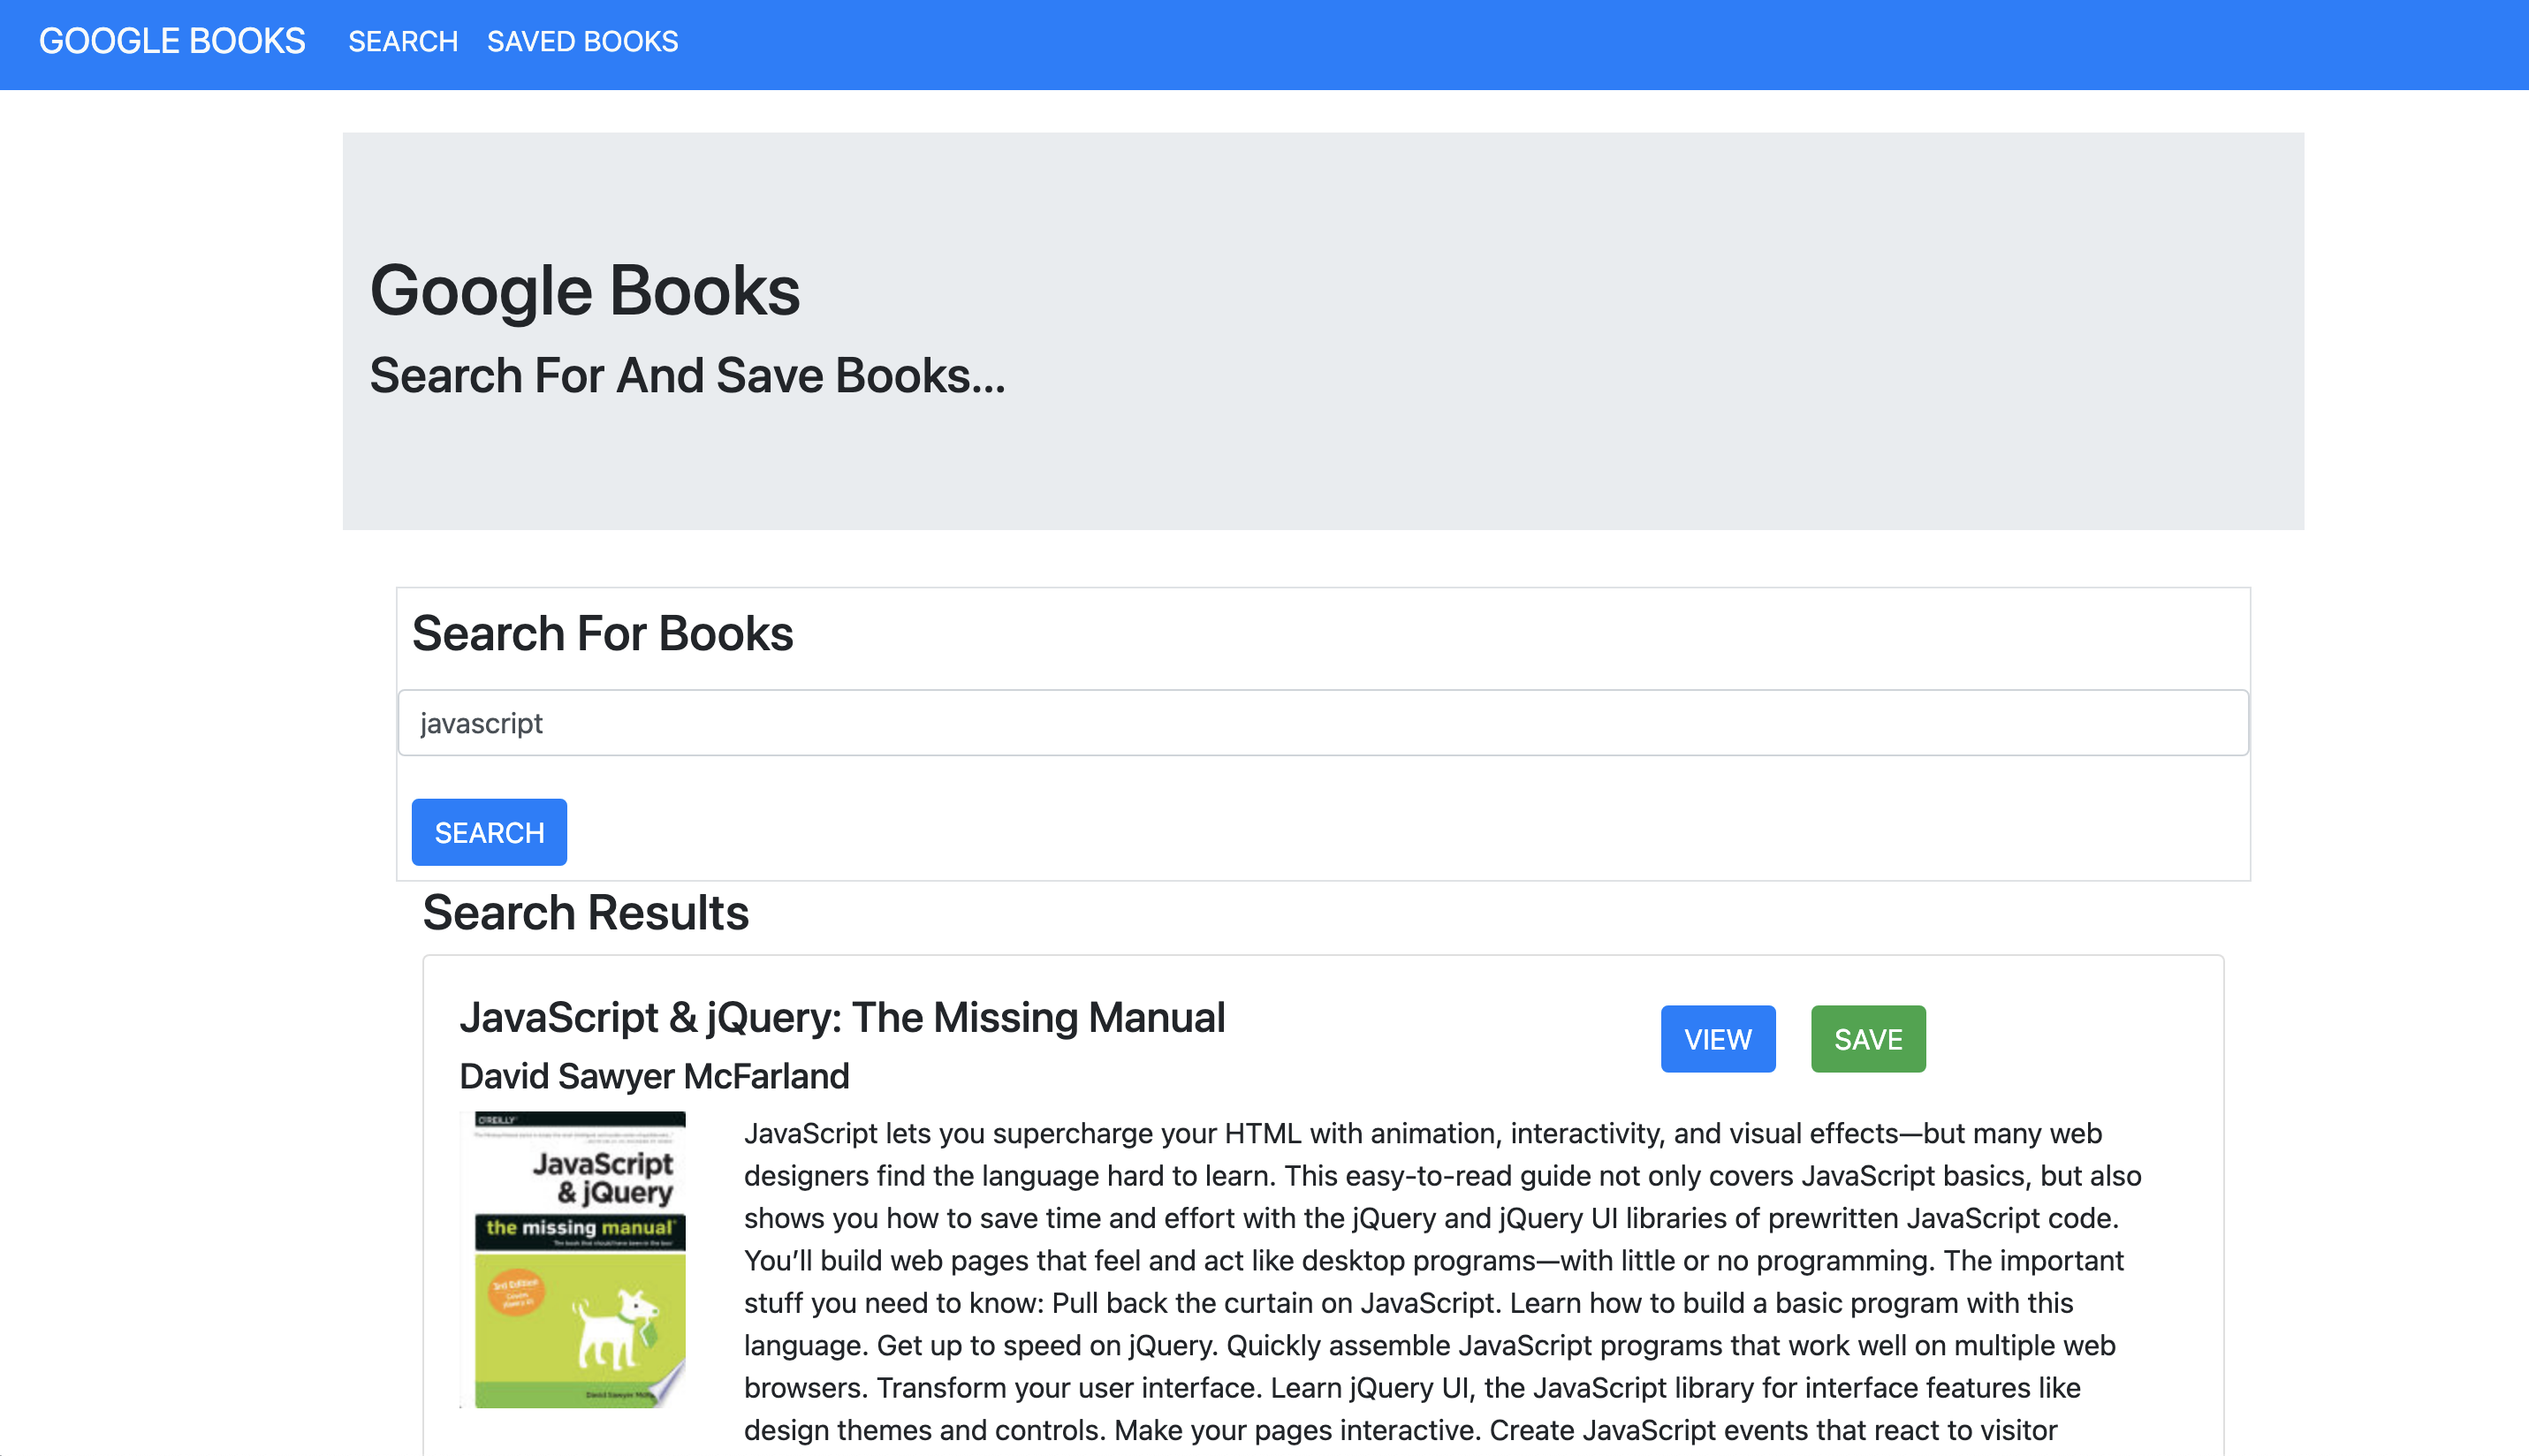 GOOGLE BOOKS SEARCH SAVED BOOKS
Google Books
Search For And Save Books...
Search For Books
javascript
SEARCH
Search Results
JavaScript & jQuery: The Missing Manual
VIEW SAVE
David Sawyer McFarland
O'REILLY
JavaScript
& jQuery
the missing manual
The book that should have been in the box
3rd Edition
JavaScript lets you supercharge your HTML with animation, interactivity, and visual effects—but many web
designers find the language hard to learn. This easy-to-read guide not only covers JavaScript basics, but also
shows you how to save time and effort with the jQuery and jQuery UI libraries of prewritten JavaScript code.
You’ll build web pages that feel and act like desktop programs—with little or no programming. The important
stuff you need to know: Pull back the curtain on JavaScript. Learn how to build a basic program with this
language. Get up to speed on jQuery. Quickly assemble JavaScript programs that work well on multiple web
browsers. Transform your user interface. Learn jQuery UI, the JavaScript library for interface features like
design themes and controls. Make your pages interactive. Create JavaScript events that react to visitor